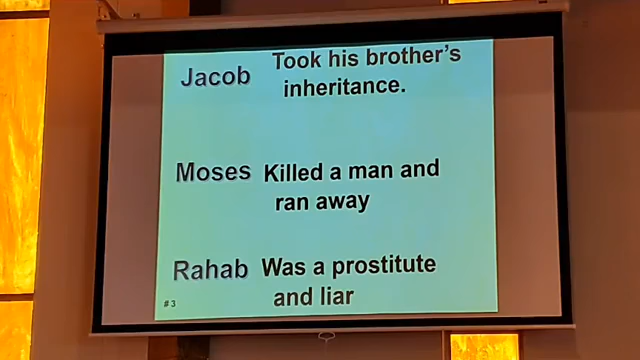 Jacob Took his brother's
inheritance.
Moses Killed a man and
ran away
Rahab Was a prostitute
and liar
#3